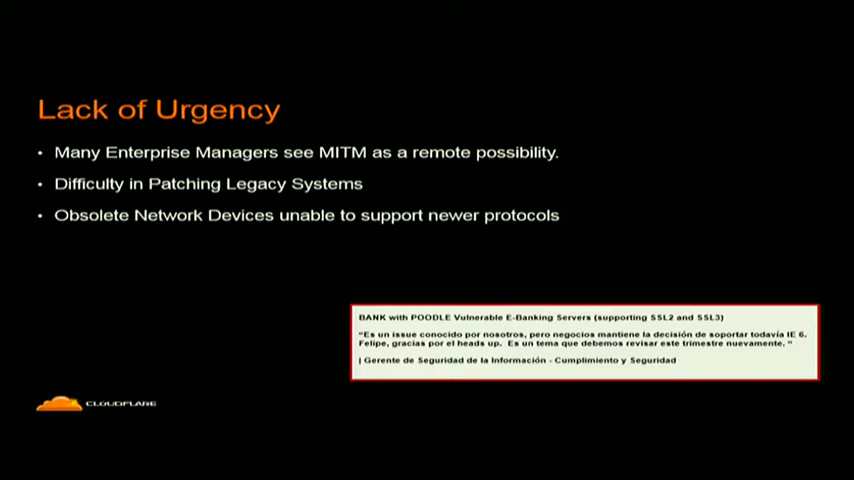 Lack of Urgency
• Many Enterprise Managers see MITM as a remote possibility.
• Difficulty in Patching Legacy Systems
• Obsolete Network Devices unable to support newer protocols
BANK with POODLE Vulnerable E-Banking Servers (supporting SSL2 and SSL3)
"Es un issue conocido por nosotros, pero negocios mantiene la decisión de soportar todavía IE 6.
Felipe, gracias por el heads up. Es un tema que debemos revisar este trimestre nuevamente. "
| Gerente de Seguridad de la Información - Cumplimiento y Seguridad
CLOUDFLARE